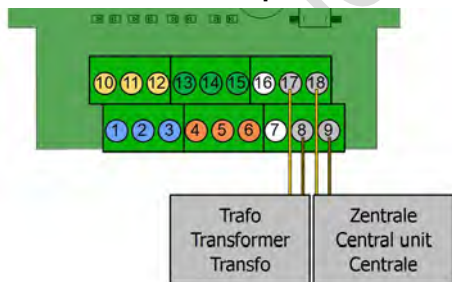 10 11 12 13 14 15 16 17 18
1 2 3 4 5 6 7 8 9
Trafo
Transformer
Transfo
Zentrale
Central unit
Centrale